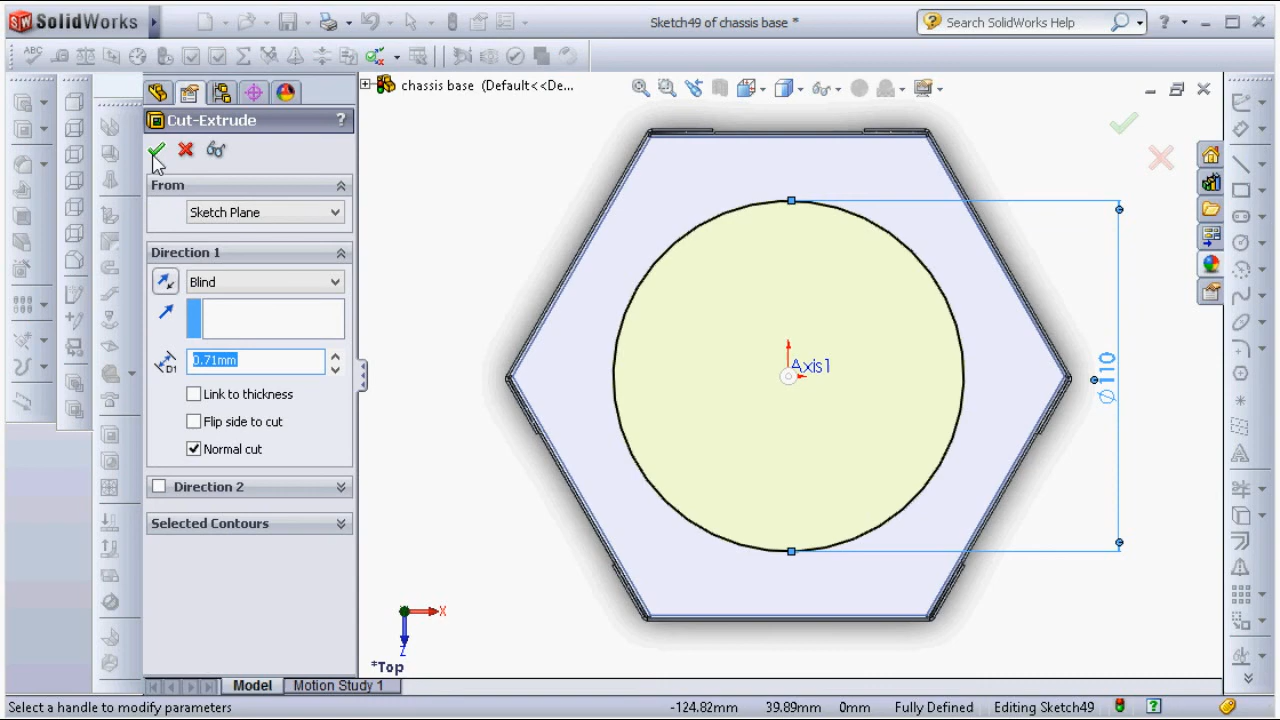 SolidWorks
Sketch49 of chassis base *
Search SolidWorks Help
ABC
chassis base (Default<<De...
Cut-Extrude
?
From
Sketch Plane
Direction 1
Blind
D1
0.71mm
Link to thickness
Flip side to cut
Normal cut
Direction 2
Selected Contours
Axis1
Ø110
X
Z
*Top
Model
Motion Study 1
Select a handle to modify parameters
-124.82mm
39.89mm
0mm
Fully Defined
Editing Sketch49
?